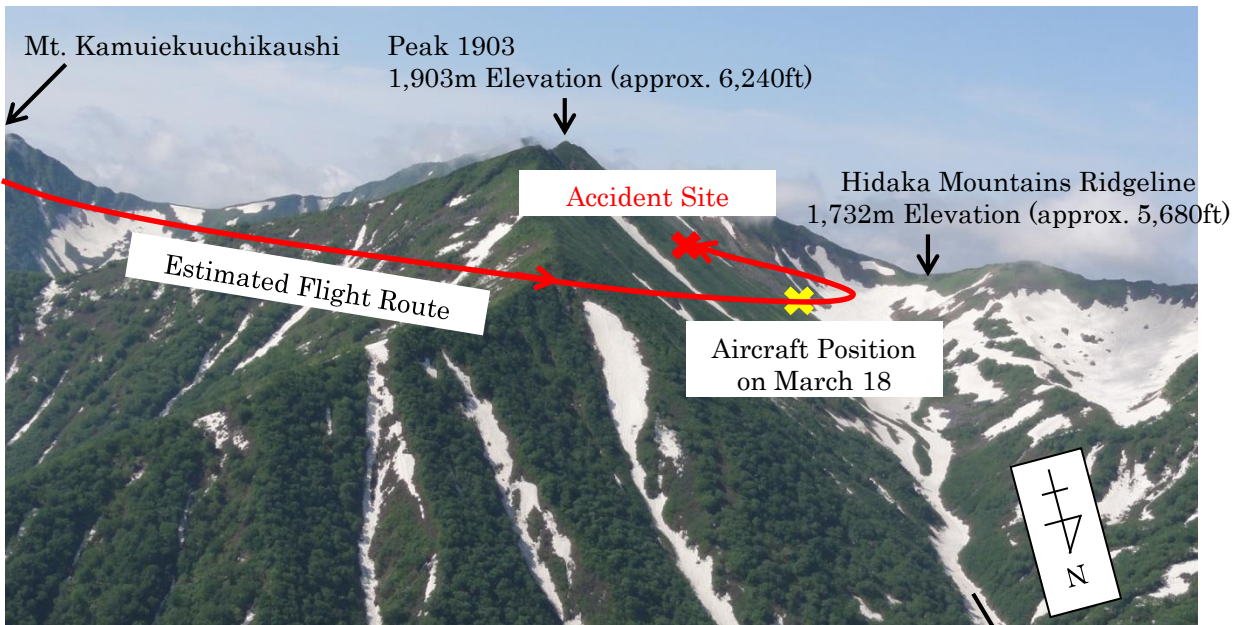 Mt. Kamuiekuuchikaushi
Peak 1903
1,903m Elevation (approx. 6,240ft)
Accident Site
Hidaka Mountains Ridgeline
1,732m Elevation (approx. 5,680ft)
Estimated Flight Route
Aircraft Position
on March 18
N